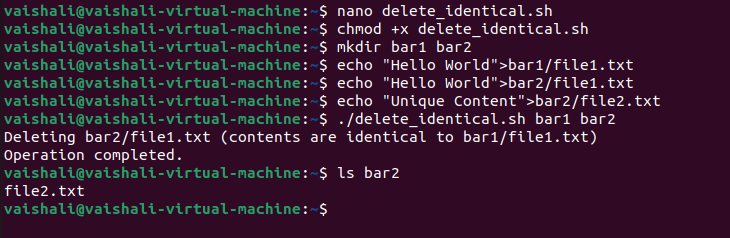 vaishali@vaishali-virtual-machine:~$ nano delete_identical.sh
vaishali@vaishali-virtual-machine:~$ chmod +x delete_identical.sh
vaishali@vaishali-virtual-machine:~$ mkdir bar1 bar2
vaishali@vaishali-virtual-machine:~$ echo "Hello World">bar1/file1.txt
vaishali@vaishali-virtual-machine:~$ echo "Hello World">bar2/file1.txt
vaishali@vaishali-virtual-machine:~$ echo "Unique Content">bar2/file2.txt
vaishali@vaishali-virtual-machine:~$ ./delete_identical.sh bar1 bar2
Deleting bar2/file1.txt (contents are identical to bar1/file1.txt)
Operation completed.
vaishali@vaishali-virtual-machine:~$ ls bar2
file2.txt
vaishali@vaishali-virtual-machine:~$